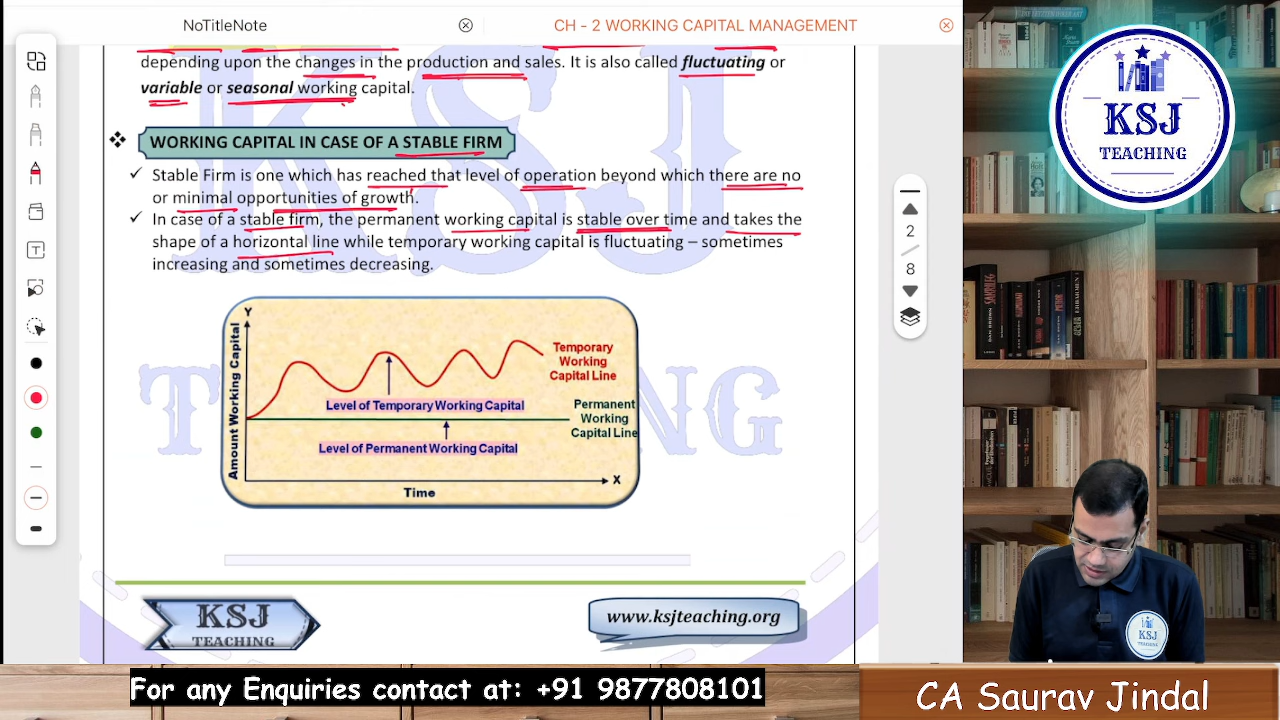 NoTitleNote
CH - 2 WORKING CAPITAL MANAGEMENT
depending upon the changes in the production and sales. It is also called fluctuating or
variable or seasonal working capital.
WORKING CAPITAL IN CASE OF A STABLE FIRM
Stable Firm is one which has reached that level of operation beyond which there are no
or minimal opportunities of growth.
In case of a stable firm, the permanent working capital is stable over time and takes the
shape of a horizontal line while temporary working capital is fluctuating – sometimes
increasing and sometimes decreasing.
Y
Amount Working Capital
Temporary
Working
Capital Line
Level of Temporary Working Capital
Permanent
Working
Capital Line
Level of Permanent Working Capital
X
Time
KSJ
TEACHING
www.ksjteaching.org
2
8
KSJ
TEACHING
KSJ
TEACHING
For any Enquiries contact at: +91 9877808101
CA Saurav Jindal